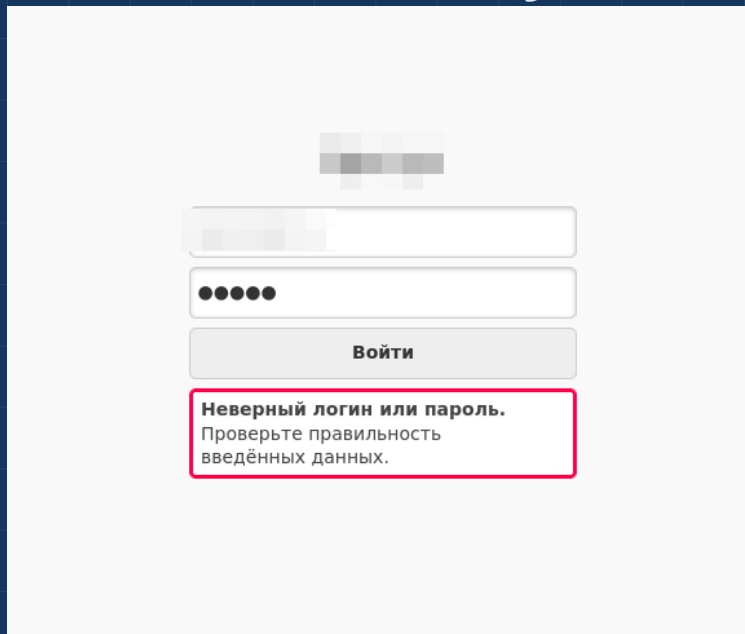 Войти
Неверный логин или пароль.
Проверьте правильность
введённых данных.